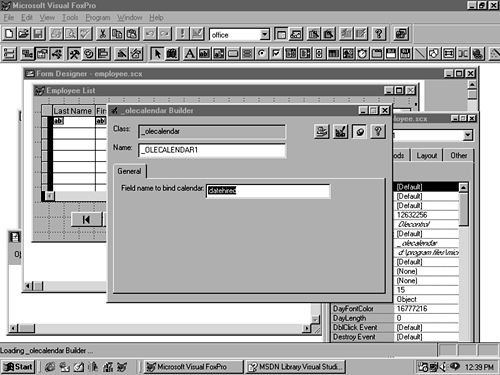 Microsoft Visual FoxPro
File Edit View Tools Program Window Help
office
Form Designer - employee.scx
Employee List
Last Name Firs
ab ab
_olecalendar Builder
Class: _olecalendar
Name: _OLECALENDAR1
General
Field name to bind calendar: datehired
employee.scx
ods Layout Other
[Default]
[Default]
[Default]
12632256
Olecontrol
[Default]
_olecalendar
d:\program files\micr
[Default]
(None)
(None)
15
Object
DayFontColor 16777216
DayLength 0
DblClick Event [Default]
Destroy Event [Default]
Loading _olecalendar Builder ...
Start Microsoft Visual FoxPro MSDN Library Visual Studi... 12:39 PM